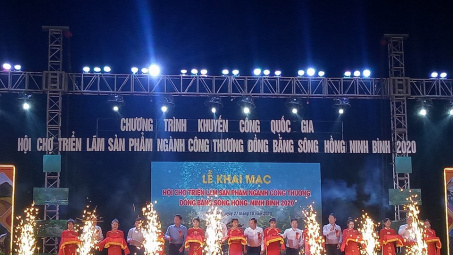 CHƯƠNG TRÌNH KHUYẾN CÔNG QUỐC GIA
HỘI CHỢ TRIỂN LÃM SẢN PHẨM NGÀNH CÔNG THƯƠNG ĐỒNG BẰNG SÔNG HỒNG NINH BÌNH 2020
LỄ KHAI MẠC
HỘI CHỢ TRIỂN LÃM SẢN PHẨM NGÀNH CÔNG THƯƠNG
ĐỒNG BẰNG SÔNG HỒNG - NINH BÌNH 2020